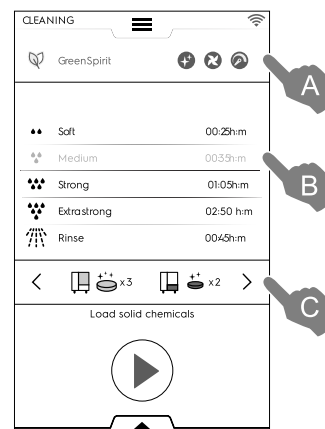 CLEANING
GreenSpirit
A
Soft 00:25h:m
Medium 00:35h:m
B
Strong 01:05h:m
Extrastrong 02:50 h:m
Rinse 00:45h:m
x3 x2
C
Load solid chemicals